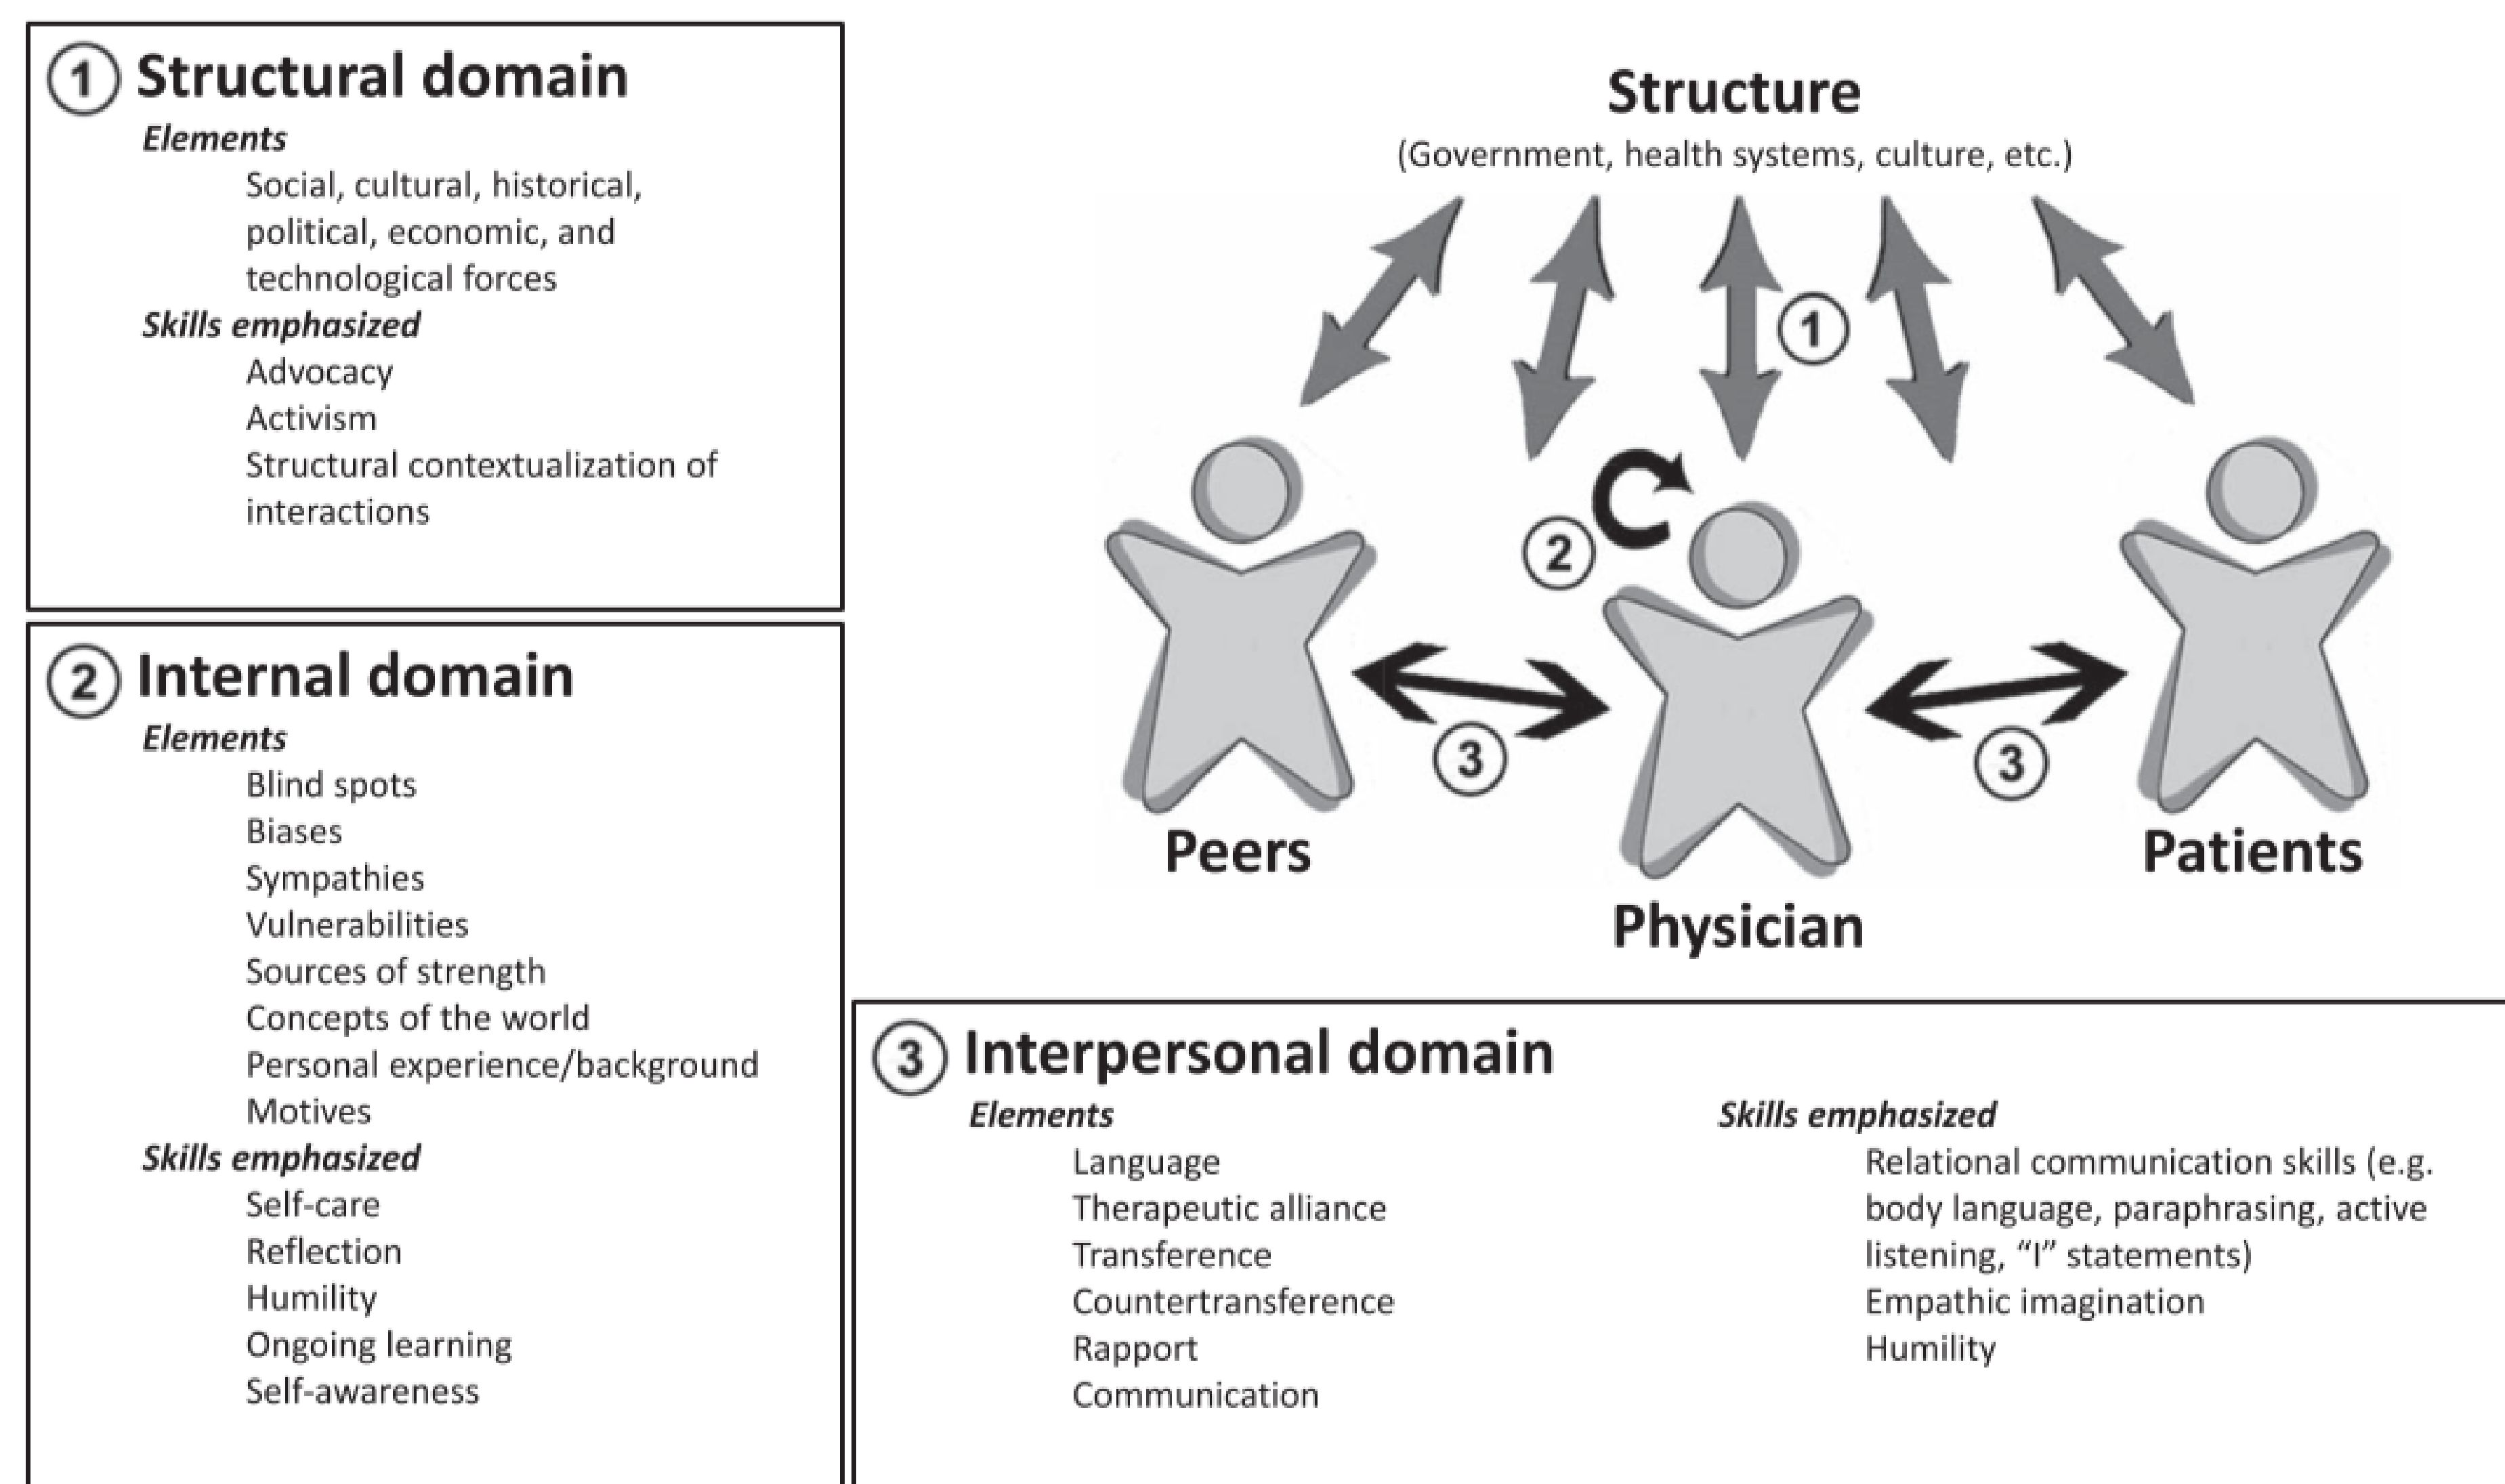 1 Structural domain
Elements
Social, cultural, historical,
political, economic, and
technological forces
Skills emphasized
Advocacy
Activism
Structural contextualization of
interactions
2 Internal domain
Elements
Blind spots
Biases
Sympathies
Vulnerabilities
Sources of strength
Concepts of the world
Personal experience/background
Motives
Skills emphasized
Self-care
Reflection
Humility
Ongoing learning
Self-awareness
Structure
(Government, health systems, culture, etc.)
1
2
3
3
Peers
Patients
Physician
3 Interpersonal domain
Elements
Language
Therapeutic alliance
Transference
Countertransference
Rapport
Communication
Skills emphasized
Relational communication skills (e.g.
body language, paraphrasing, active
listening, “I” statements)
Empathic imagination
Humility